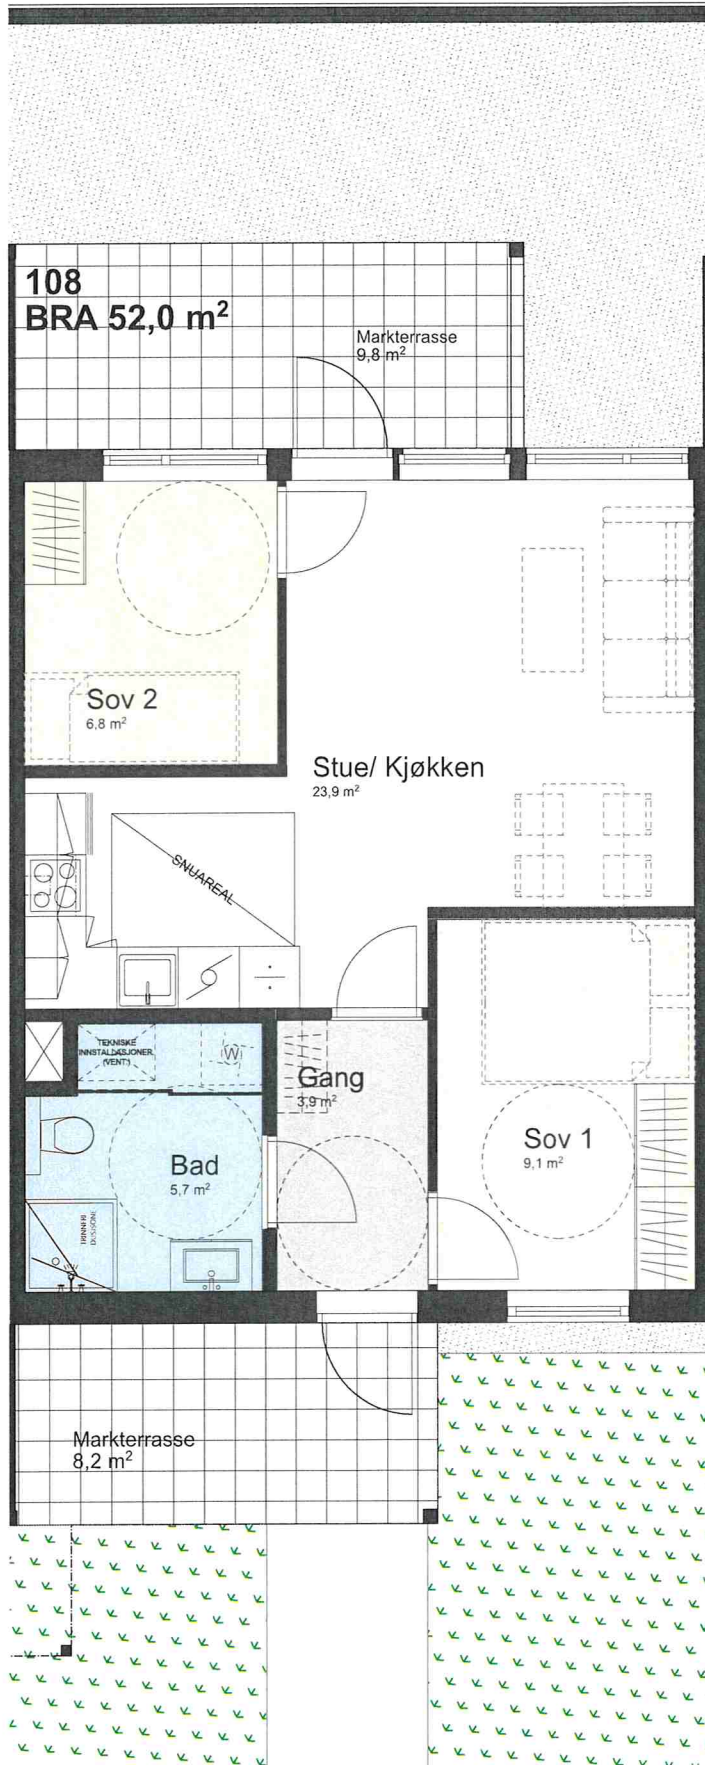 108
BRA 52,0 m²
Markterrasse
9,8 m²
Sov 2
6,8 m²
Stue/ Kjøkken
23,9 m²
SNUAREAL
TEKNISKE
INNSTALLASJONER
(VENT.)
W
Gang
3,9 m²
Bad
5,7 m²
Sov 1
9,1 m²
TRINNFRI
DUSJSONE
Markterrasse
8,2 m²